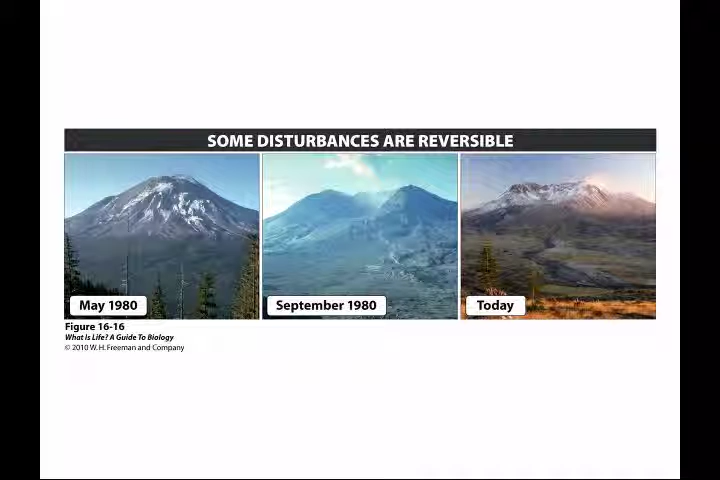 SOME DISTURBANCES ARE REVERSIBLE
May 1980
September 1980
Today
Figure 16-16
What Is Life? A Guide To Biology
© 2010 W. H. Freeman and Company